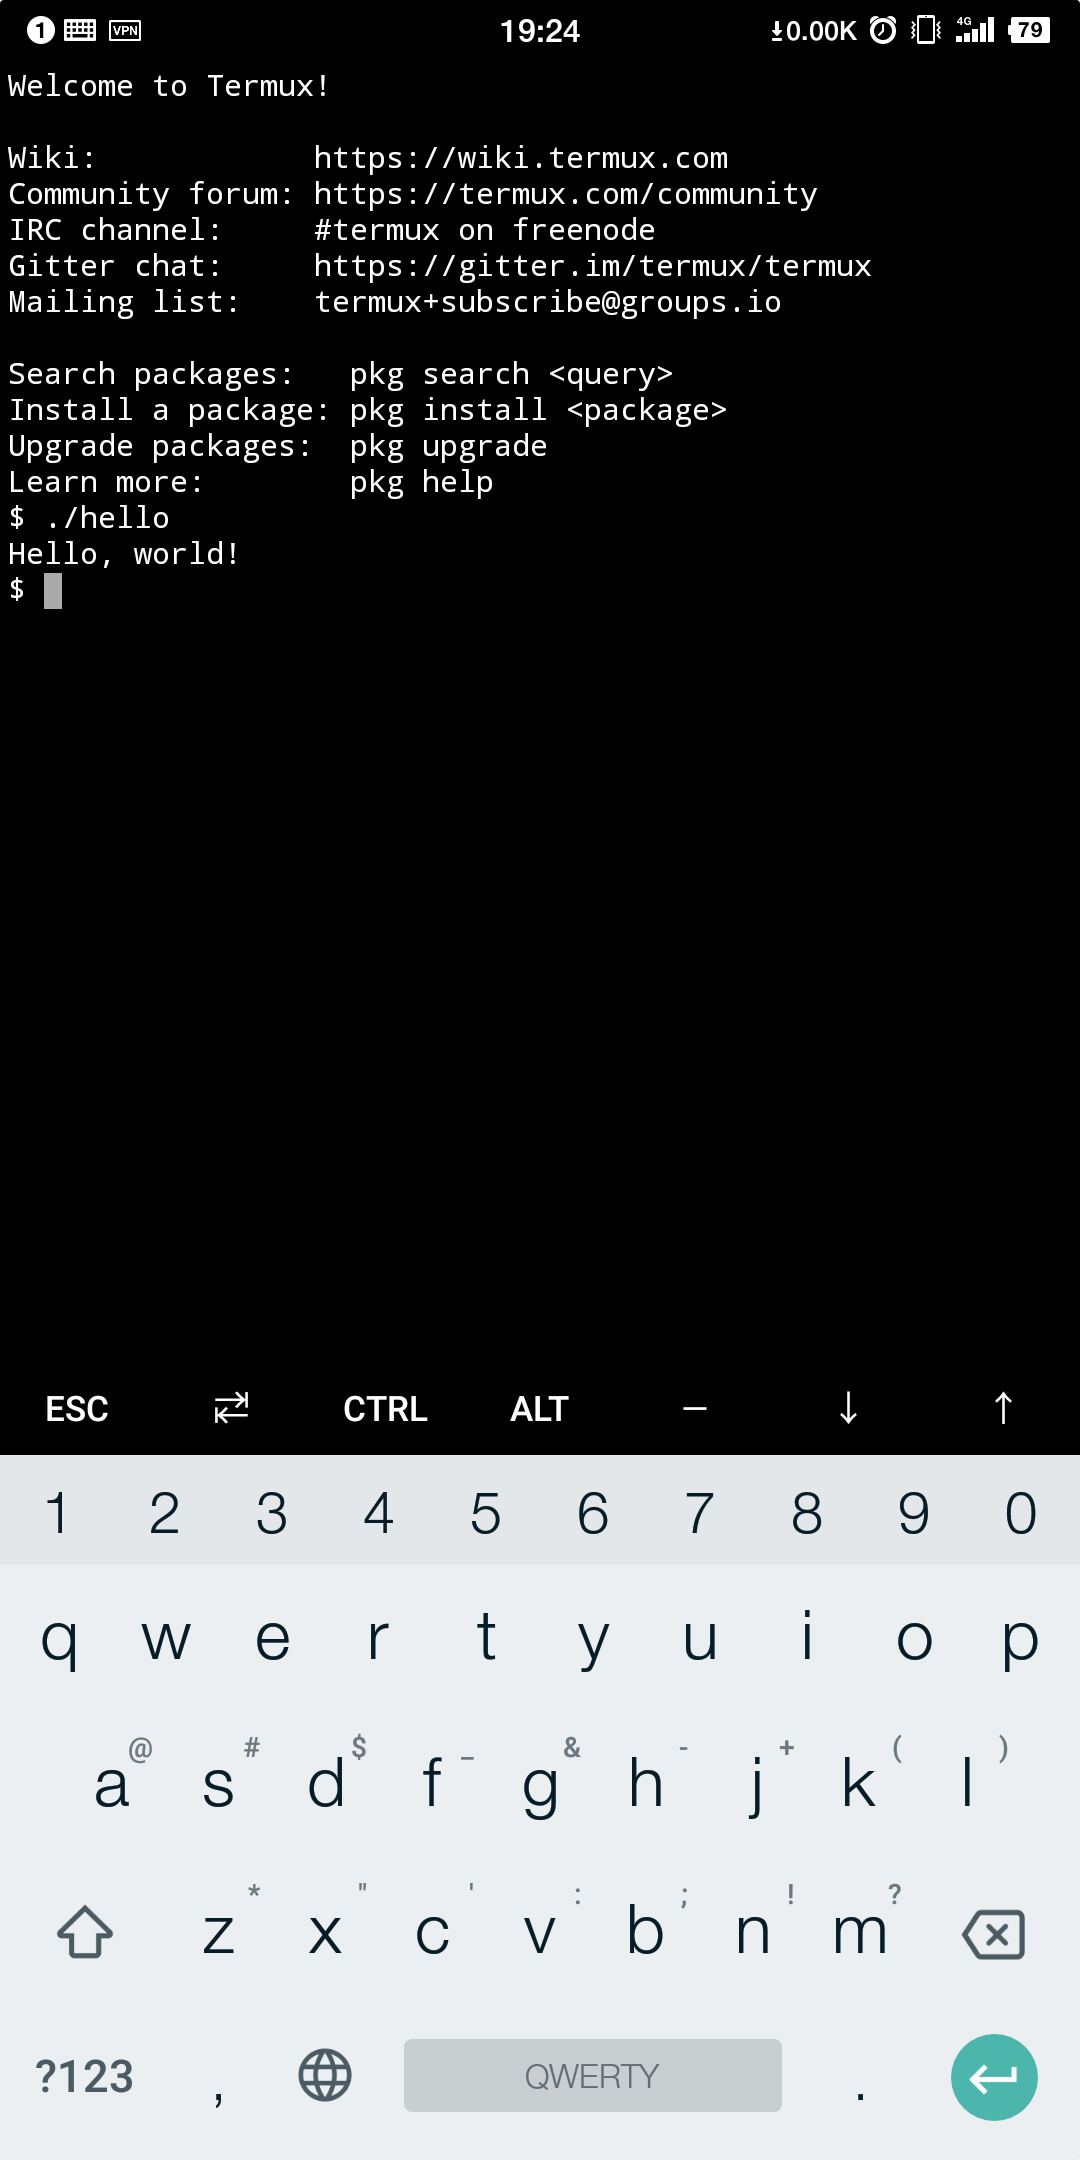 1 VPN 19:24 0.00K 4G 79
Welcome to Termux!
Wiki: https://wiki.termux.com
Community forum: https://termux.com/community
IRC channel: #termux on freenode
Gitter chat: https://gitter.im/termux/termux
Mailing list: termux+subscribe@groups.io
Search packages: pkg search <query>
Install a package: pkg install <package>
Upgrade packages: pkg upgrade
Learn more: pkg help
$ ./hello
Hello, world!
$
ESC ⇄ CTRL ALT — ↓ ↑
1 2 3 4 5 6 7 8 9 0
q w e r t y u i o p
@ # $ _ & - + ( )
a s d f g h j k l
* " ' : ; ! ?
z x c v b n m
?123 , QWERTY .